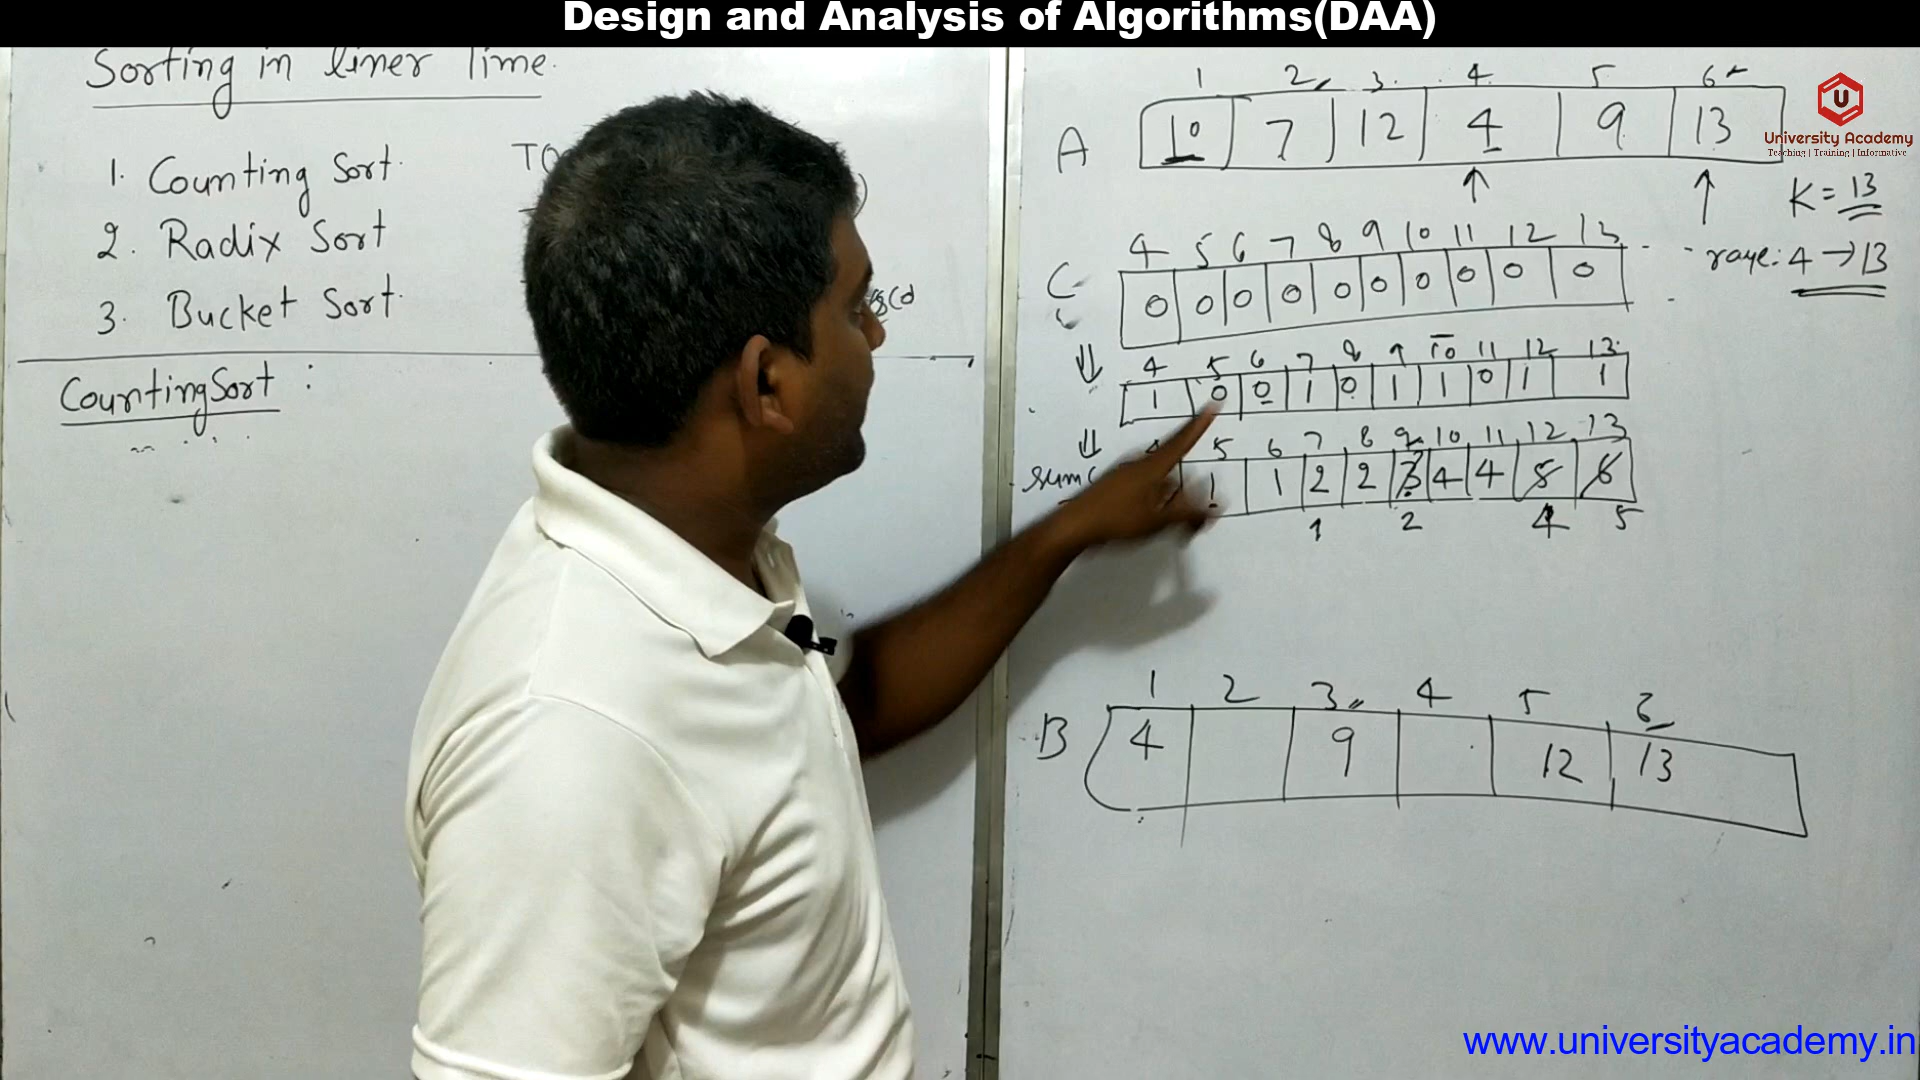 Design and Analysis of Algorithms(DAA)
Sorting in liner Time.
1. Counting Sort
2. Radix Sort
3. Bucket Sort
CountingSort :
1 2 3 4 5 6
A 10 7 12 4 9 13
University Academy
Teaching | Training | Informative
K = 13
4 → 13
4 5 6 7 8 9 10 11 12 13
C 0 0 0 0 0 0 0 0 0 0
4 5 6 7 8 9 10 11 12 13
1 0 0 1 0 1 1 0 1 1
5 6 7 8 9 10 11 12 13
sum 1 1 2 2 3 4 4 5 6
1 2 4 5
1 2 3 4 5 6
B 4 9 12 13
www.universityacademy.in